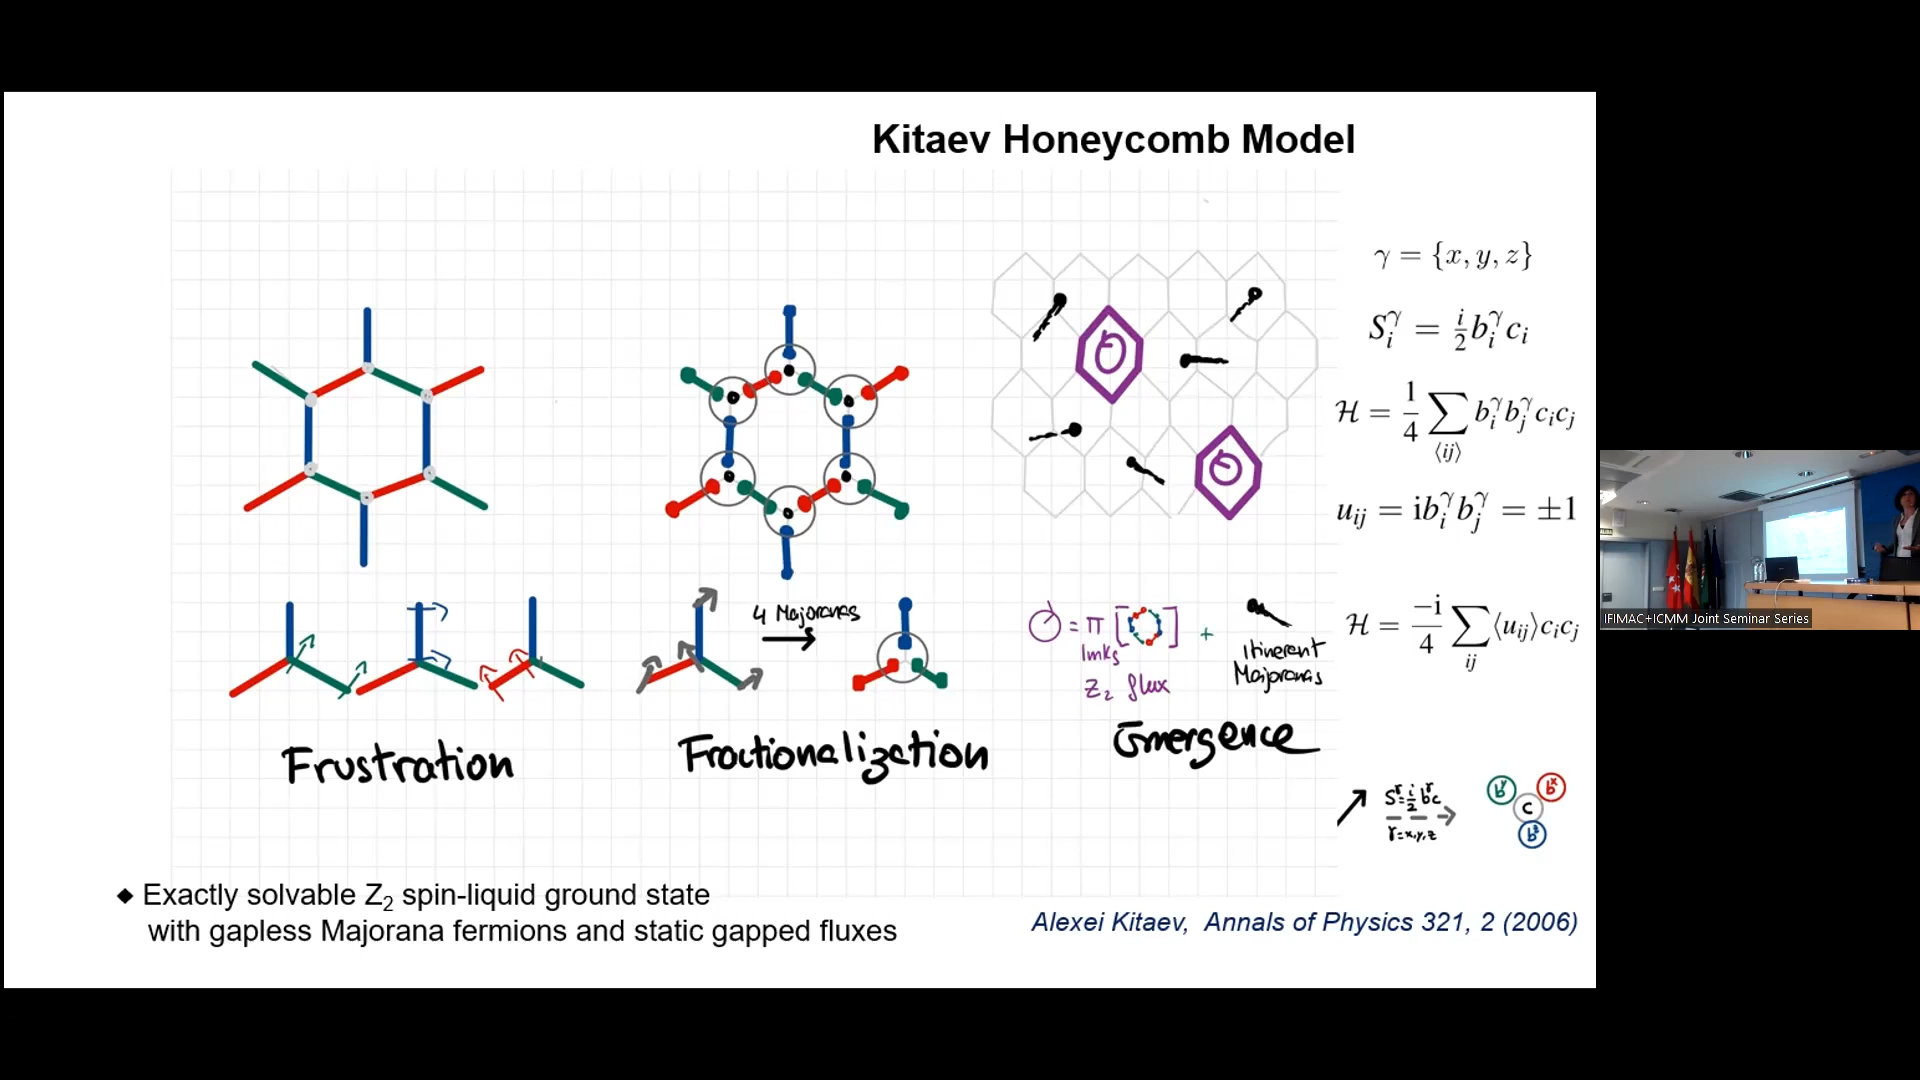 Kitaev Honeycomb Model
γ = {x, y, z}
S_i^γ = i/2 b_i^γ c_i
ℋ = 1/4 ∑_⟨ij⟩ b_i^γ b_j^γ c_i c_j
u_ij = i b_i^γ b_j^γ = ±1
ℋ = −i/4 ∑_ij ⟨u_ij⟩ c_i c_j
4 Majoranas
= π [ ] +
lmks
Z₂ flux
Itinerent
Majoranas
Frustration
Fractionalization
Emergence
S^γ = i/2 b^γ c
γ = x, y, z
b^y
b^x
c
b^z
◆ Exactly solvable Z₂ spin-liquid ground state
with gapless Majorana fermions and static gapped fluxes
Alexei Kitaev, Annals of Physics 321, 2 (2006)
IFIMAC+ICMM Joint Seminar Series